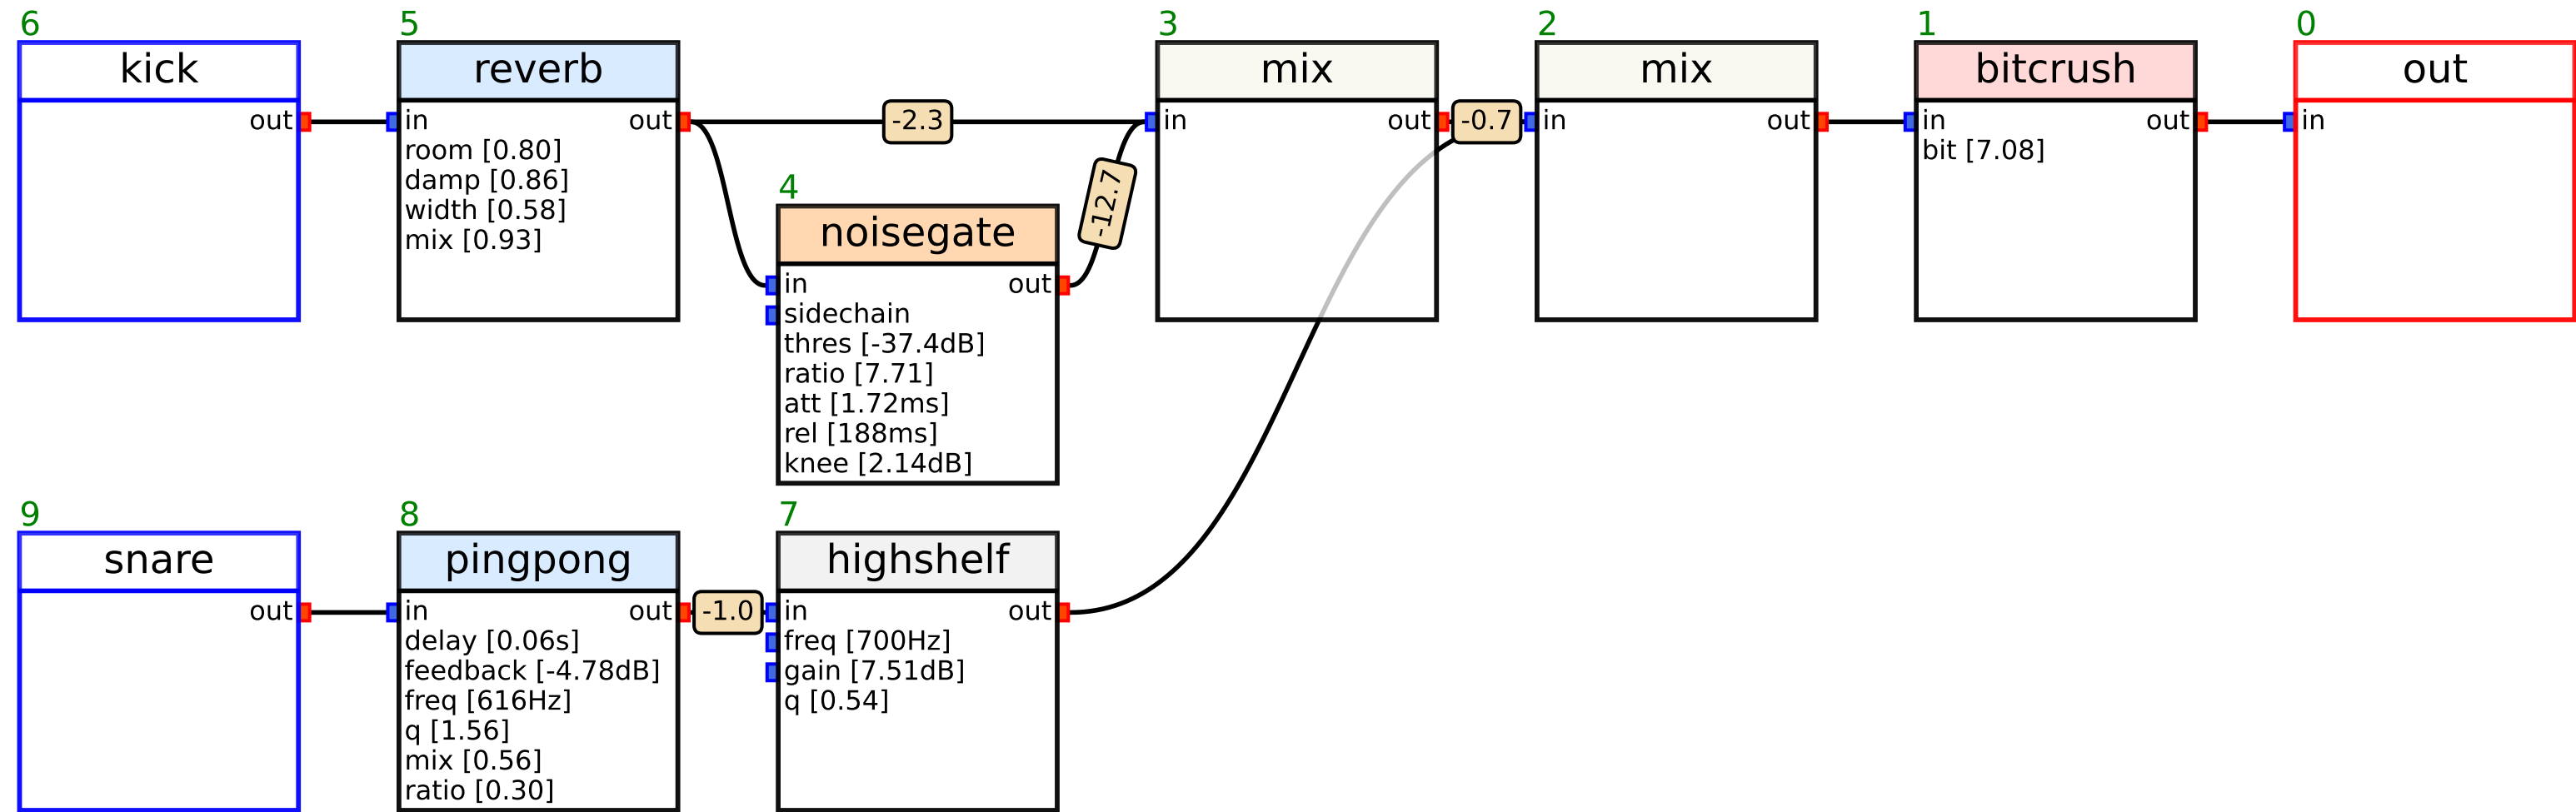 6
kick
out
5
reverb
in out
room [0.80]
damp [0.86]
width [0.58]
mix [0.93]
-2.3
4
noisegate
in out
sidechain
thres [-37.4dB]
ratio [7.71]
att [1.72ms]
rel [188ms]
knee [2.14dB]
-12.7
3
mix
in out
-0.7
2
mix
in out
1
bitcrush
in out
bit [7.08]
0
out
in
9
snare
out
8
pingpong
in out
delay [0.06s]
feedback [-4.78dB]
freq [616Hz]
q [1.56]
mix [0.56]
ratio [0.30]
-1.0
7
highshelf
in out
freq [700Hz]
gain [7.51dB]
q [0.54]